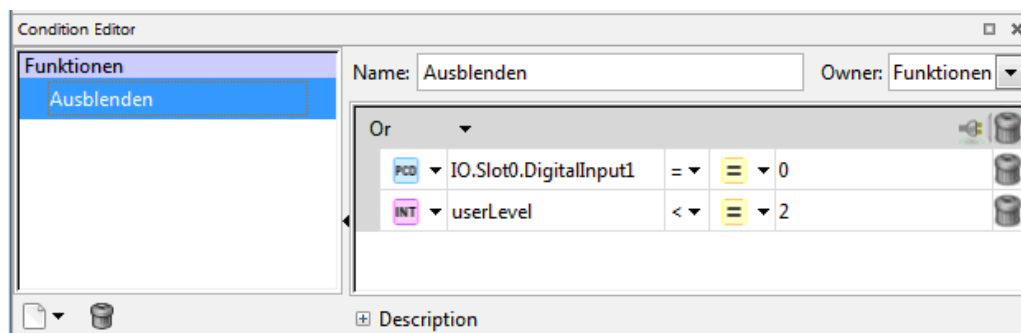 Condition Editor
Funktionen
Ausblenden
Name: Ausblenden Owner: Funktionen
Or
PCD IO.Slot0.DigitalInput1 = = 0
INT userLevel < = 2
Description